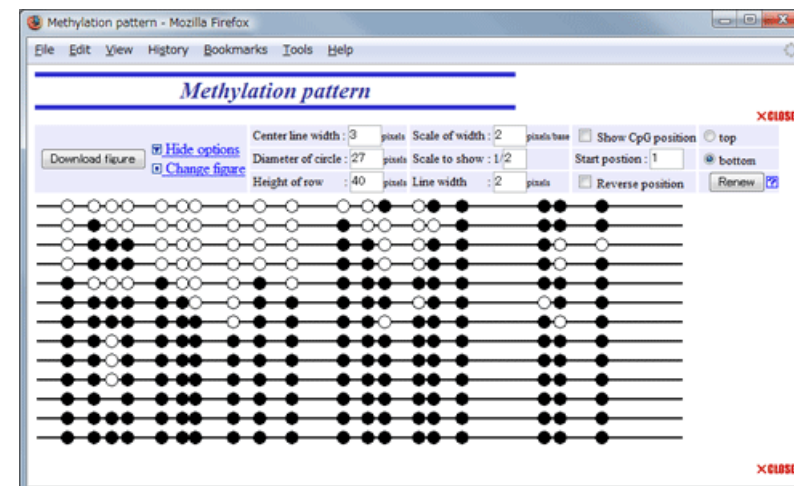 Methylation pattern - Mozilla Firefox
File Edit View History Bookmarks Tools Help
Methylation pattern
×CLOSE
Download figure Hide options Change figure
Center line width : 3 pixels Scale of width : 2 pixels/base Show CpG position top
Diameter of circle : 27 pixels Scale to show : 1/2 Start postion : 1 bottom
Height of row : 40 pixels Line width : 2 pixels Reverse position Renew ?
×CLOSE